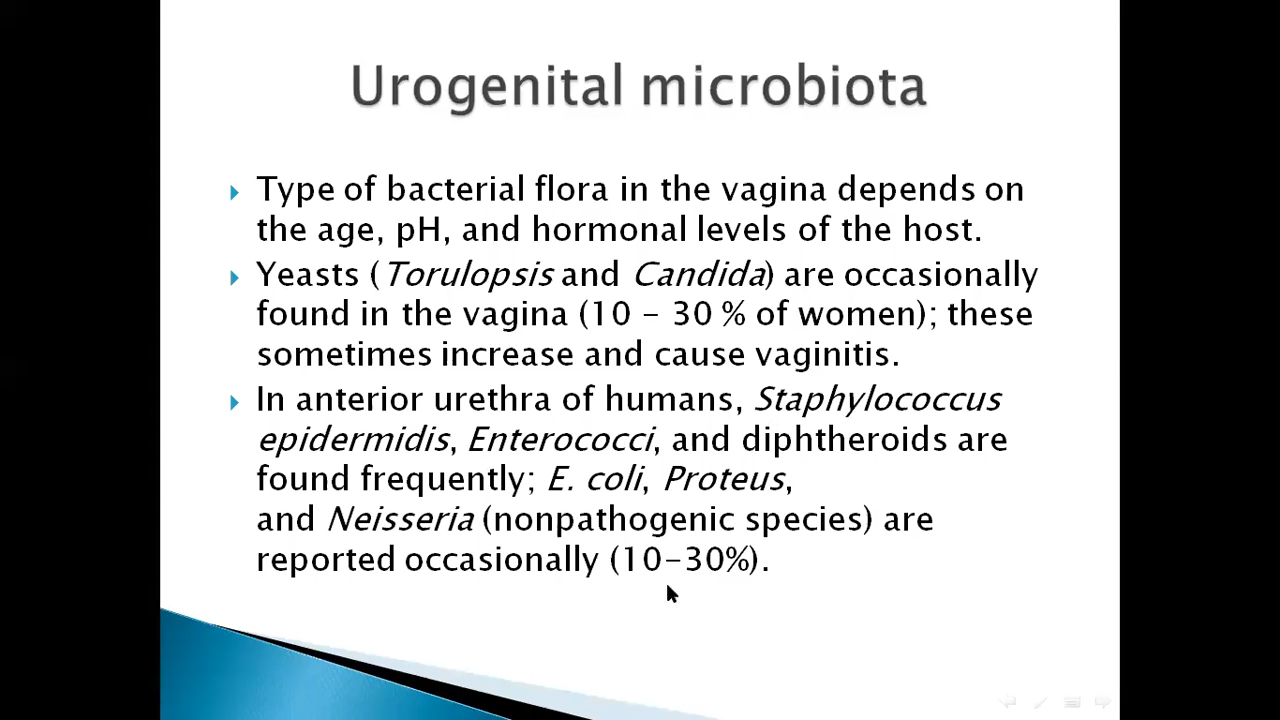 Urogenital microbiota
Type of bacterial flora in the vagina depends on
the age, pH, and hormonal levels of the host.
Yeasts (Torulopsis and Candida) are occasionally
found in the vagina (10 – 30 % of women); these
sometimes increase and cause vaginitis.
In anterior urethra of humans, Staphylococcus
epidermidis, Enterococci, and diphtheroids are
found frequently; E. coli, Proteus,
and Neisseria (nonpathogenic species) are
reported occasionally (10–30%).